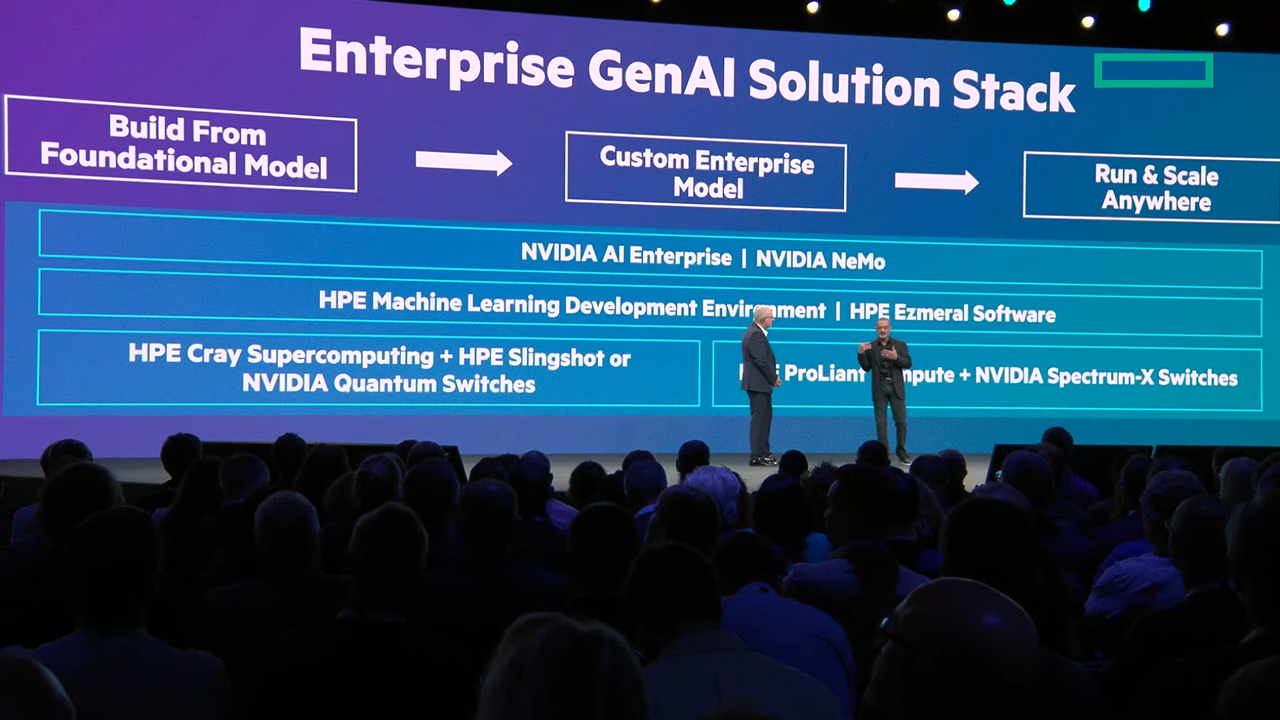 Enterprise GenAI Solution Stack
Build From
Foundational Model
Custom Enterprise
Model
Run & Scale
Anywhere
NVIDIA AI Enterprise | NVIDIA NeMo
HPE Machine Learning Development Environment | HPE Ezmeral Software
HPE Cray Supercomputing + HPE Slingshot or
NVIDIA Quantum Switches
ProLiant + NVIDIA Spectrum-X Switches